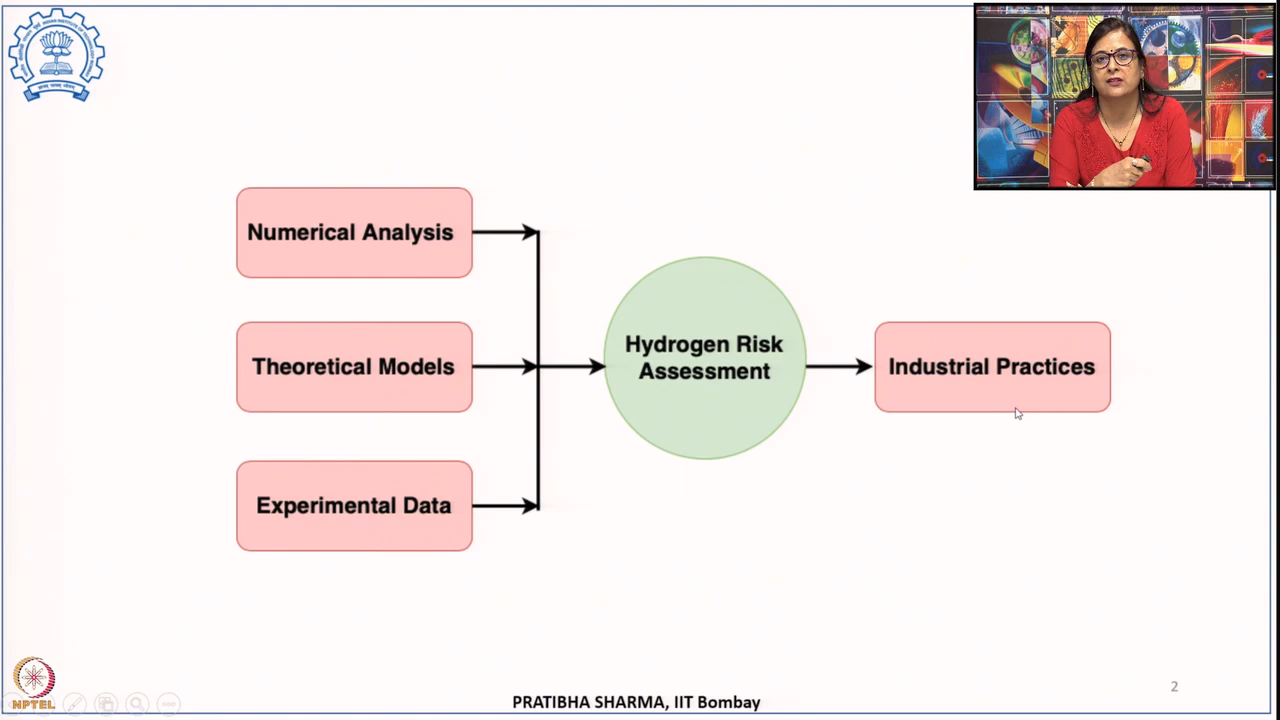 Numerical Analysis
Theoretical Models
Experimental Data
Hydrogen Risk
Assessment
Industrial Practices
NPTEL
PRATIBHA SHARMA, IIT Bombay
2